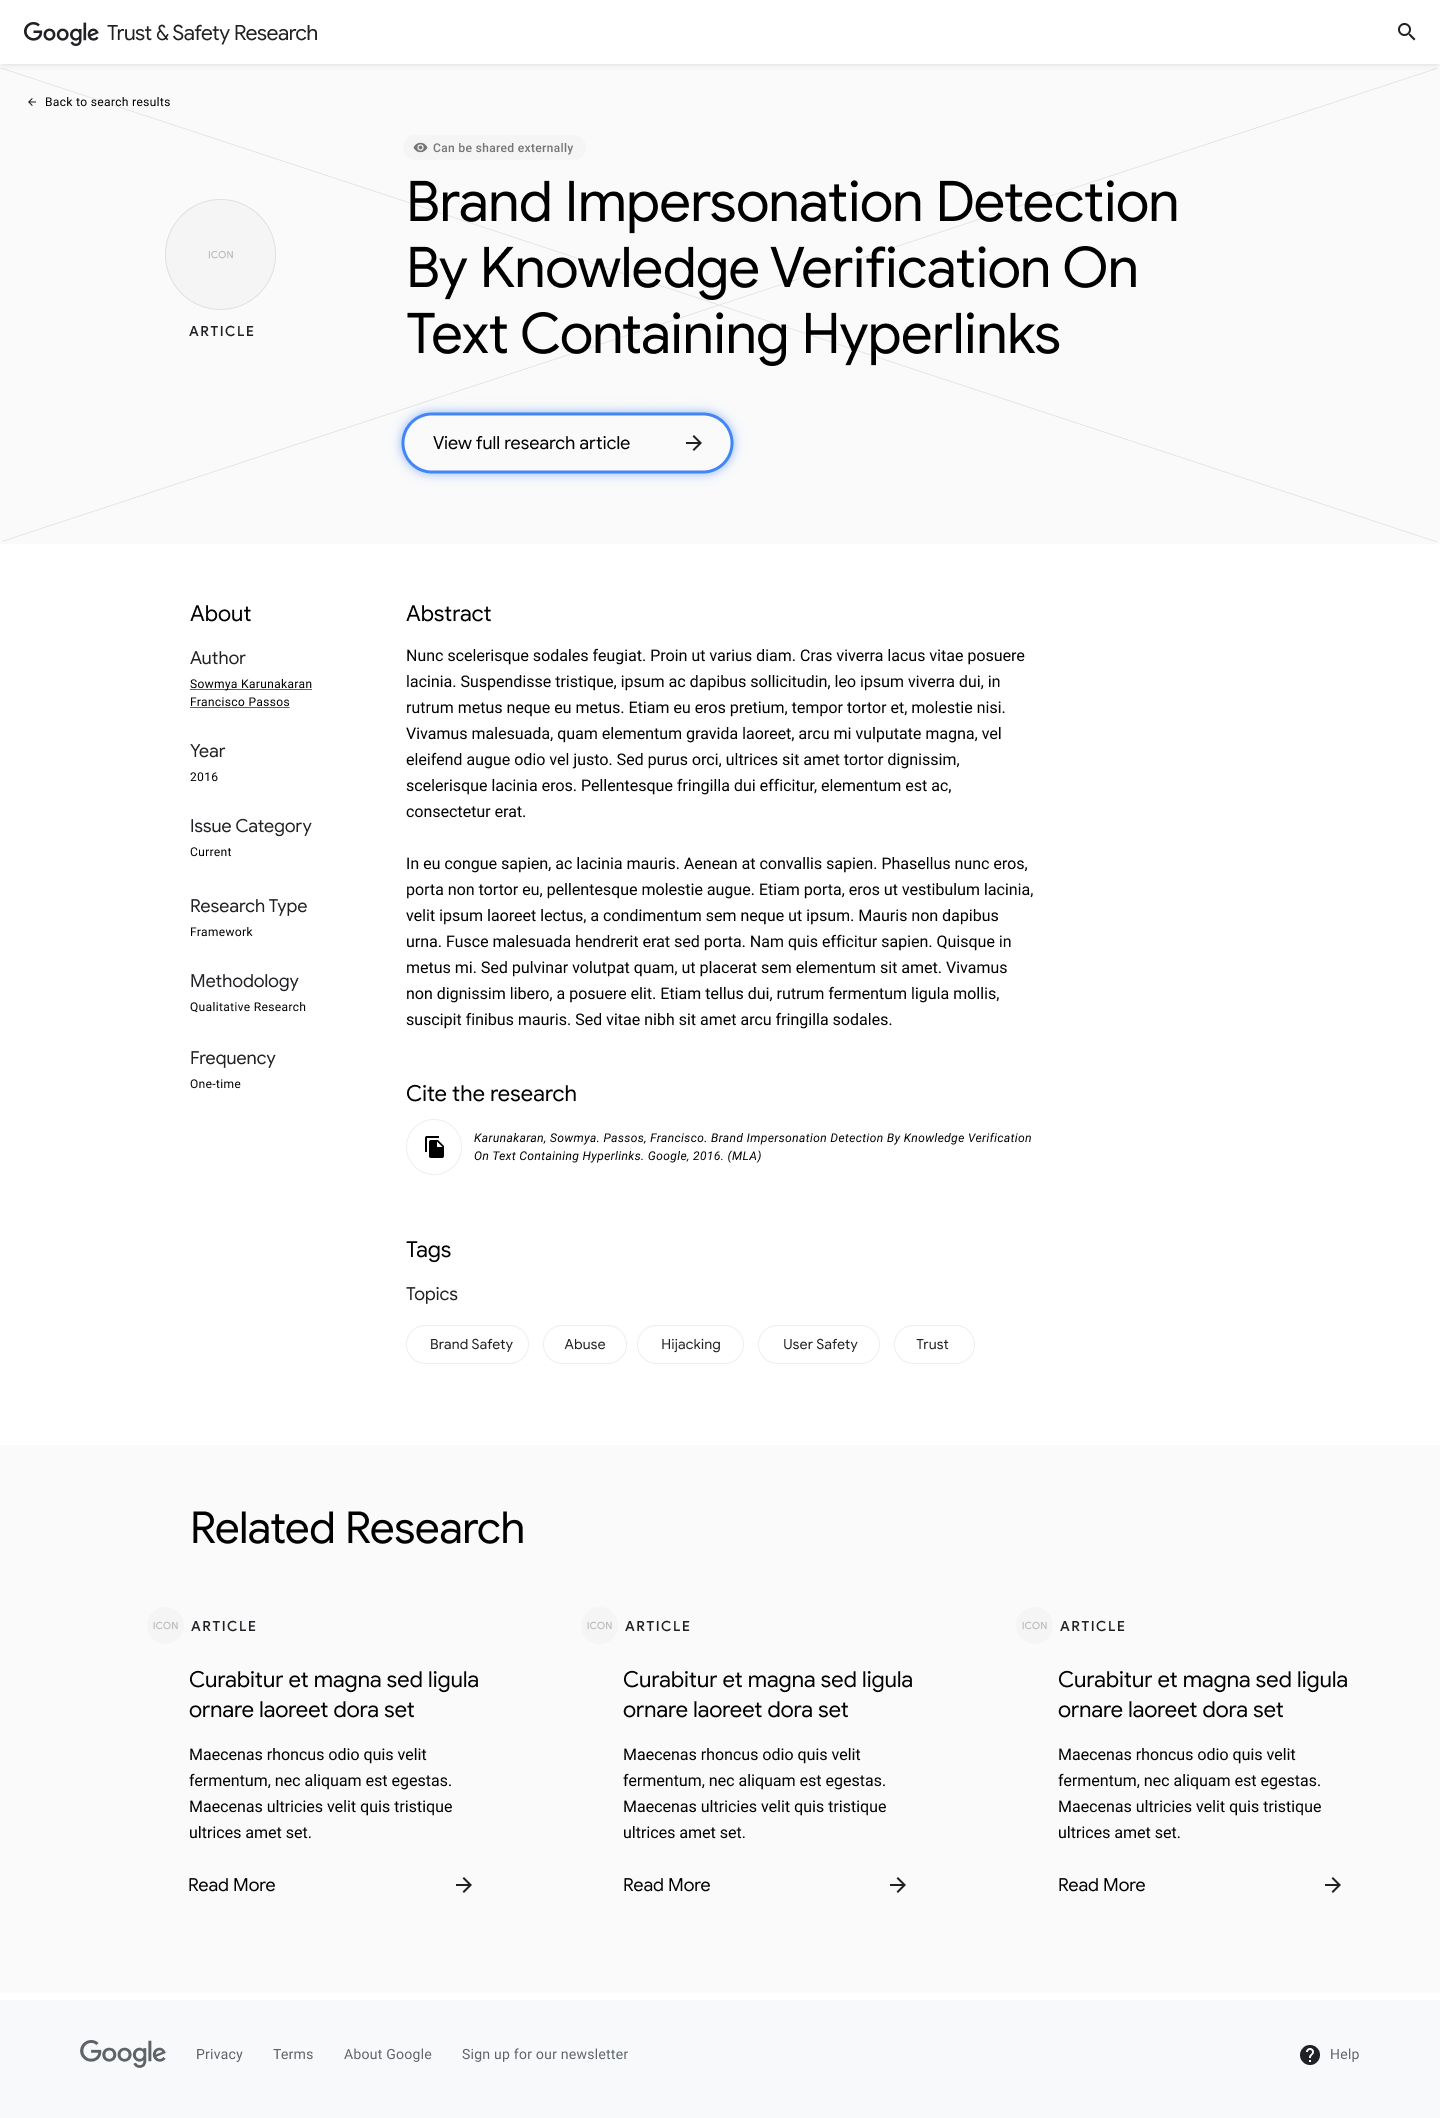 Google Trust & Safety Research
Back to search results
Can be shared externally
Brand Impersonation Detection
By Knowledge Verification On
Text Containing Hyperlinks
ICON
ARTICLE
View full research article
About
Author
Sowmya Karunakaran
Francisco Passos
Year
2016
Issue Category
Current
Research Type
Framework
Methodology
Qualitative Research
Frequency
One-time
Abstract
Nunc scelerisque sodales feugiat. Proin ut varius diam. Cras viverra lacus vitae posuere
lacinia. Suspendisse tristique, ipsum ac dapibus sollicitudin, leo ipsum viverra dui, in
rutrum metus neque eu metus. Etiam eu eros pretium, tempor tortor et, molestie nisi.
Vivamus malesuada, quam elementum gravida laoreet, arcu mi vulputate magna, vel
eleifend augue odio vel justo. Sed purus orci, ultrices sit amet tortor dignissim,
scelerisque lacinia eros. Pellentesque fringilla dui efficitur, elementum est ac,
consectetur erat.
In eu congue sapien, ac lacinia mauris. Aenean at convallis sapien. Phasellus nunc eros,
porta non tortor eu, pellentesque molestie augue. Etiam porta, eros ut vestibulum lacinia,
velit ipsum laoreet lectus, a condimentum sem neque ut ipsum. Mauris non dapibus
urna. Fusce malesuada hendrerit erat sed porta. Nam quis efficitur sapien. Quisque in
metus mi. Sed pulvinar volutpat quam, ut placerat sem elementum sit amet. Vivamus
non dignissim libero, a posuere elit. Etiam tellus dui, rutrum fermentum ligula mollis,
suscipit finibus mauris. Sed vitae nibh sit amet arcu fringilla sodales.
Cite the research
Karunakaran, Sowmya. Passos, Francisco. Brand Impersonation Detection By Knowledge Verification
On Text Containing Hyperlinks. Google, 2016. (MLA)
Tags
Topics
Brand Safety
Abuse
Hijacking
User Safety
Trust
Related Research
ICON ARTICLE
Curabitur et magna sed ligula
ornare laoreet dora set
Maecenas rhoncus odio quis velit
fermentum, nec aliquam est egestas.
Maecenas ultricies velit quis tristique
ultrices amet set.
Read More
ICON ARTICLE
Curabitur et magna sed ligula
ornare laoreet dora set
Maecenas rhoncus odio quis velit
fermentum, nec aliquam est egestas.
Maecenas ultricies velit quis tristique
ultrices amet set.
Read More
ICON ARTICLE
Curabitur et magna sed ligula
ornare laoreet dora set
Maecenas rhoncus odio quis velit
fermentum, nec aliquam est egestas.
Maecenas ultricies velit quis tristique
ultrices amet set.
Read More
Google
Privacy
Terms
About Google
Sign up for our newsletter
Help